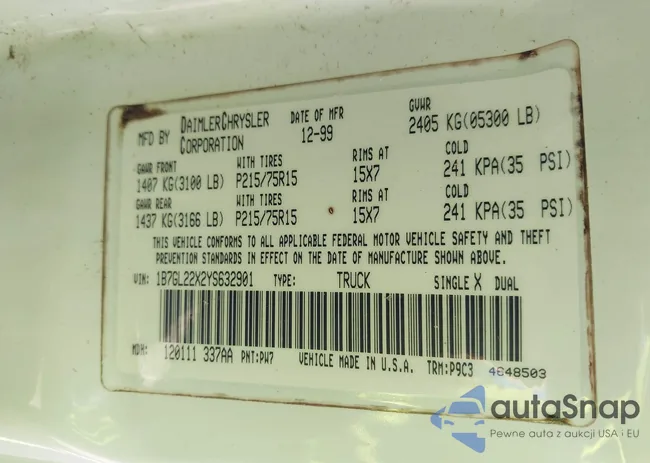 MFD BY DAIMLERCHRYSLER CORPORATION DATE OF MFR 12-99 GVWR 2405 KG(05300 LB)
GAWR FRONT WITH TIRES RIMS AT COLD
1407 KG(3100 LB) P215/75R15 15X7 241 KPA(35 PSI)
GAWR REAR WITH TIRES RIMS AT COLD
1437 KG(3166 LB) P215/75R15 15X7 241 KPA(35 PSI)
THIS VEHICLE CONFORMS TO ALL APPLICABLE FEDERAL MOTOR VEHICLE SAFETY AND THEFT
PREVENTION STANDARDS IN EFFECT ON THE DATE OF MANUFACTURE SHOWN ABOVE.
VIN: 1B7GL22X2YS632901 TYPE: TRUCK SINGLE X DUAL
MDH: 120111 337AA PNT:PW7 VEHICLE MADE IN U.S.A. TRM:P9C3 4648503
autaSnap
Pewne auta z aukcji USA i EU